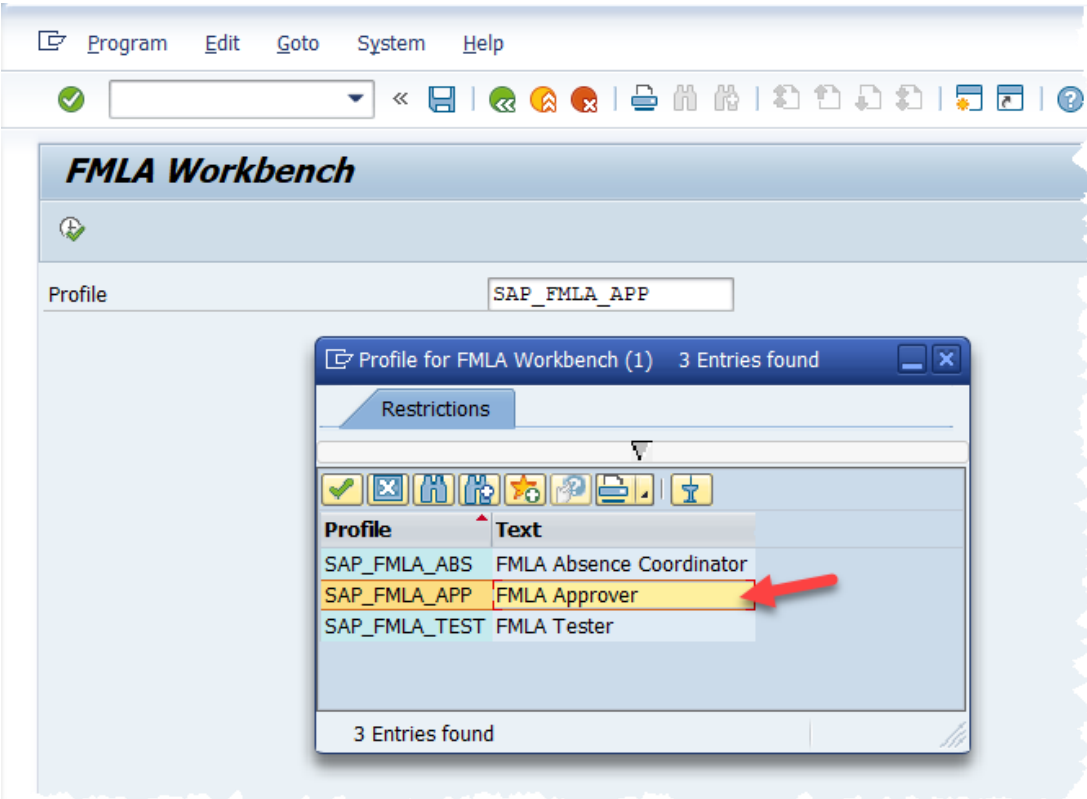 Program Edit Goto System Help
FMLA Workbench
Profile SAP_FMLA_APP
Profile for FMLA Workbench (1) 3 Entries found
Restrictions
Profile Text
SAP_FMLA_ABS FMLA Absence Coordinator
SAP_FMLA_APP FMLA Approver
SAP_FMLA_TEST FMLA Tester
3 Entries found